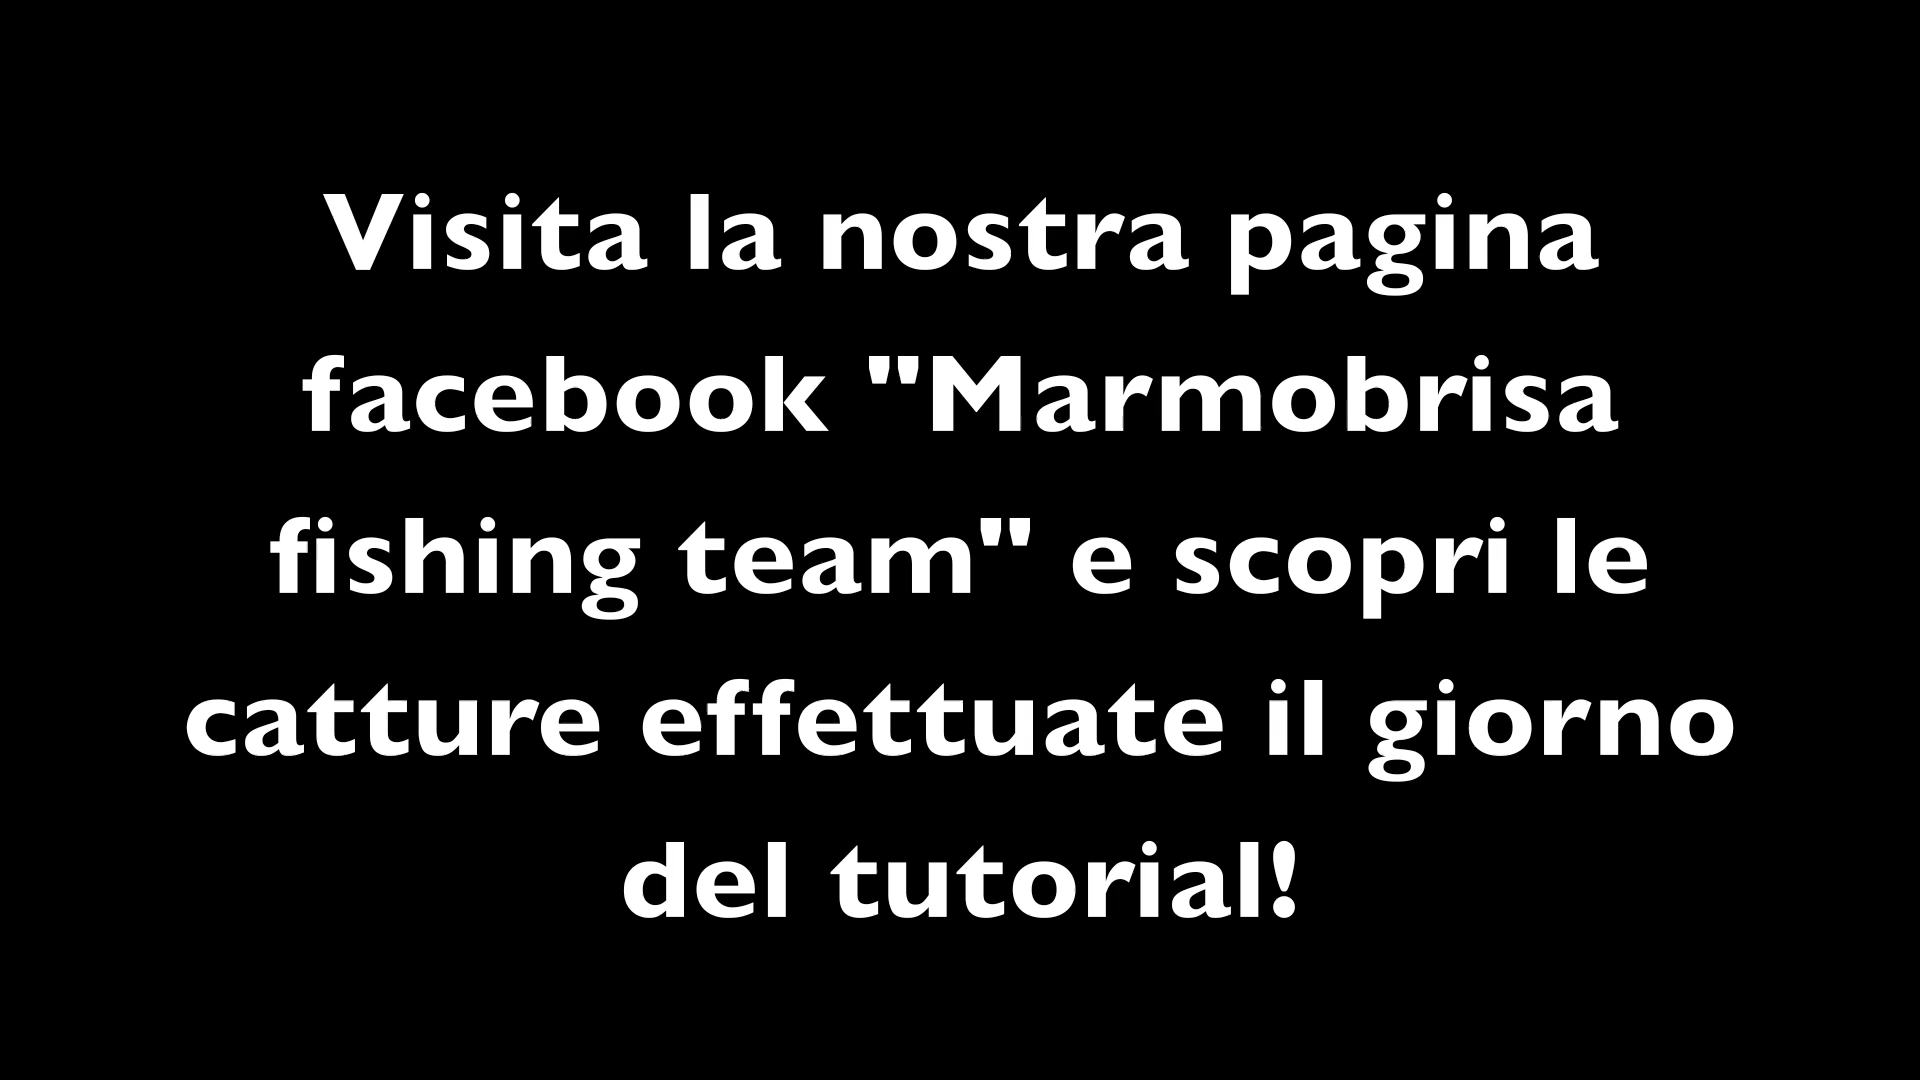 Visita la nostra pagina
facebook "Marmobrisa
fishing team" e scopri le
catture effettuate il giorno
del tutorial!